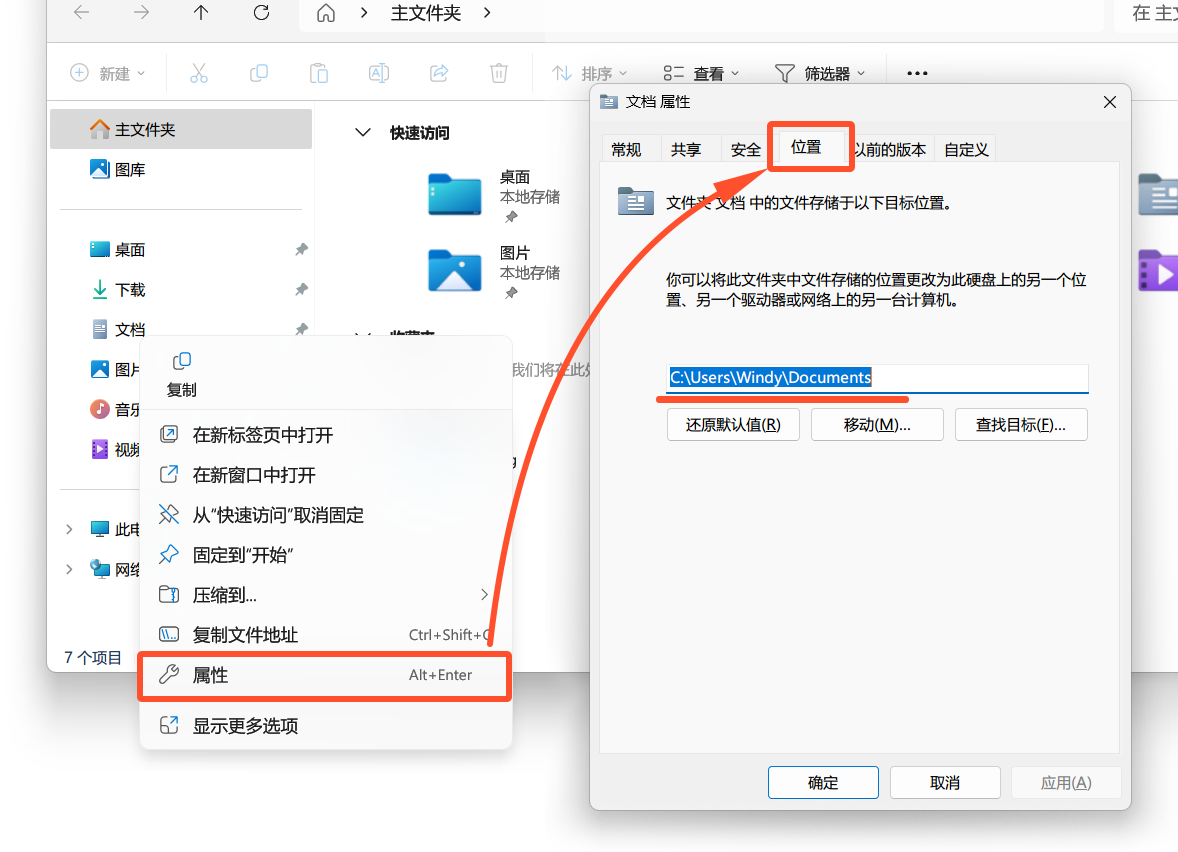 主文件夹
在 主文
新建
排序
查看
筛选器
主文件夹
图库
桌面
下载
文档
图片
音乐
视频
此电
网络
7 个项目
快速访问
桌面
本地存储
图片
本地存储
收藏夹
我们将在此处
复制
在新标签页中打开
在新窗口中打开
从“快速访问”取消固定
固定到“开始”
压缩到...
复制文件地址 Ctrl+Shift+C
属性 Alt+Enter
显示更多选项
文档 属性
常规 共享 安全 位置 以前的版本 自定义
文件夹 文档 中的文件存储于以下目标位置。
你可以将此文件夹中文件存储的位置更改为此硬盘上的另一个位
置、另一个驱动器或网络上的另一台计算机。
C:\Users\Windy\Documents
还原默认值(R) 移动(M)... 查找目标(F)...
确定 取消 应用(A)